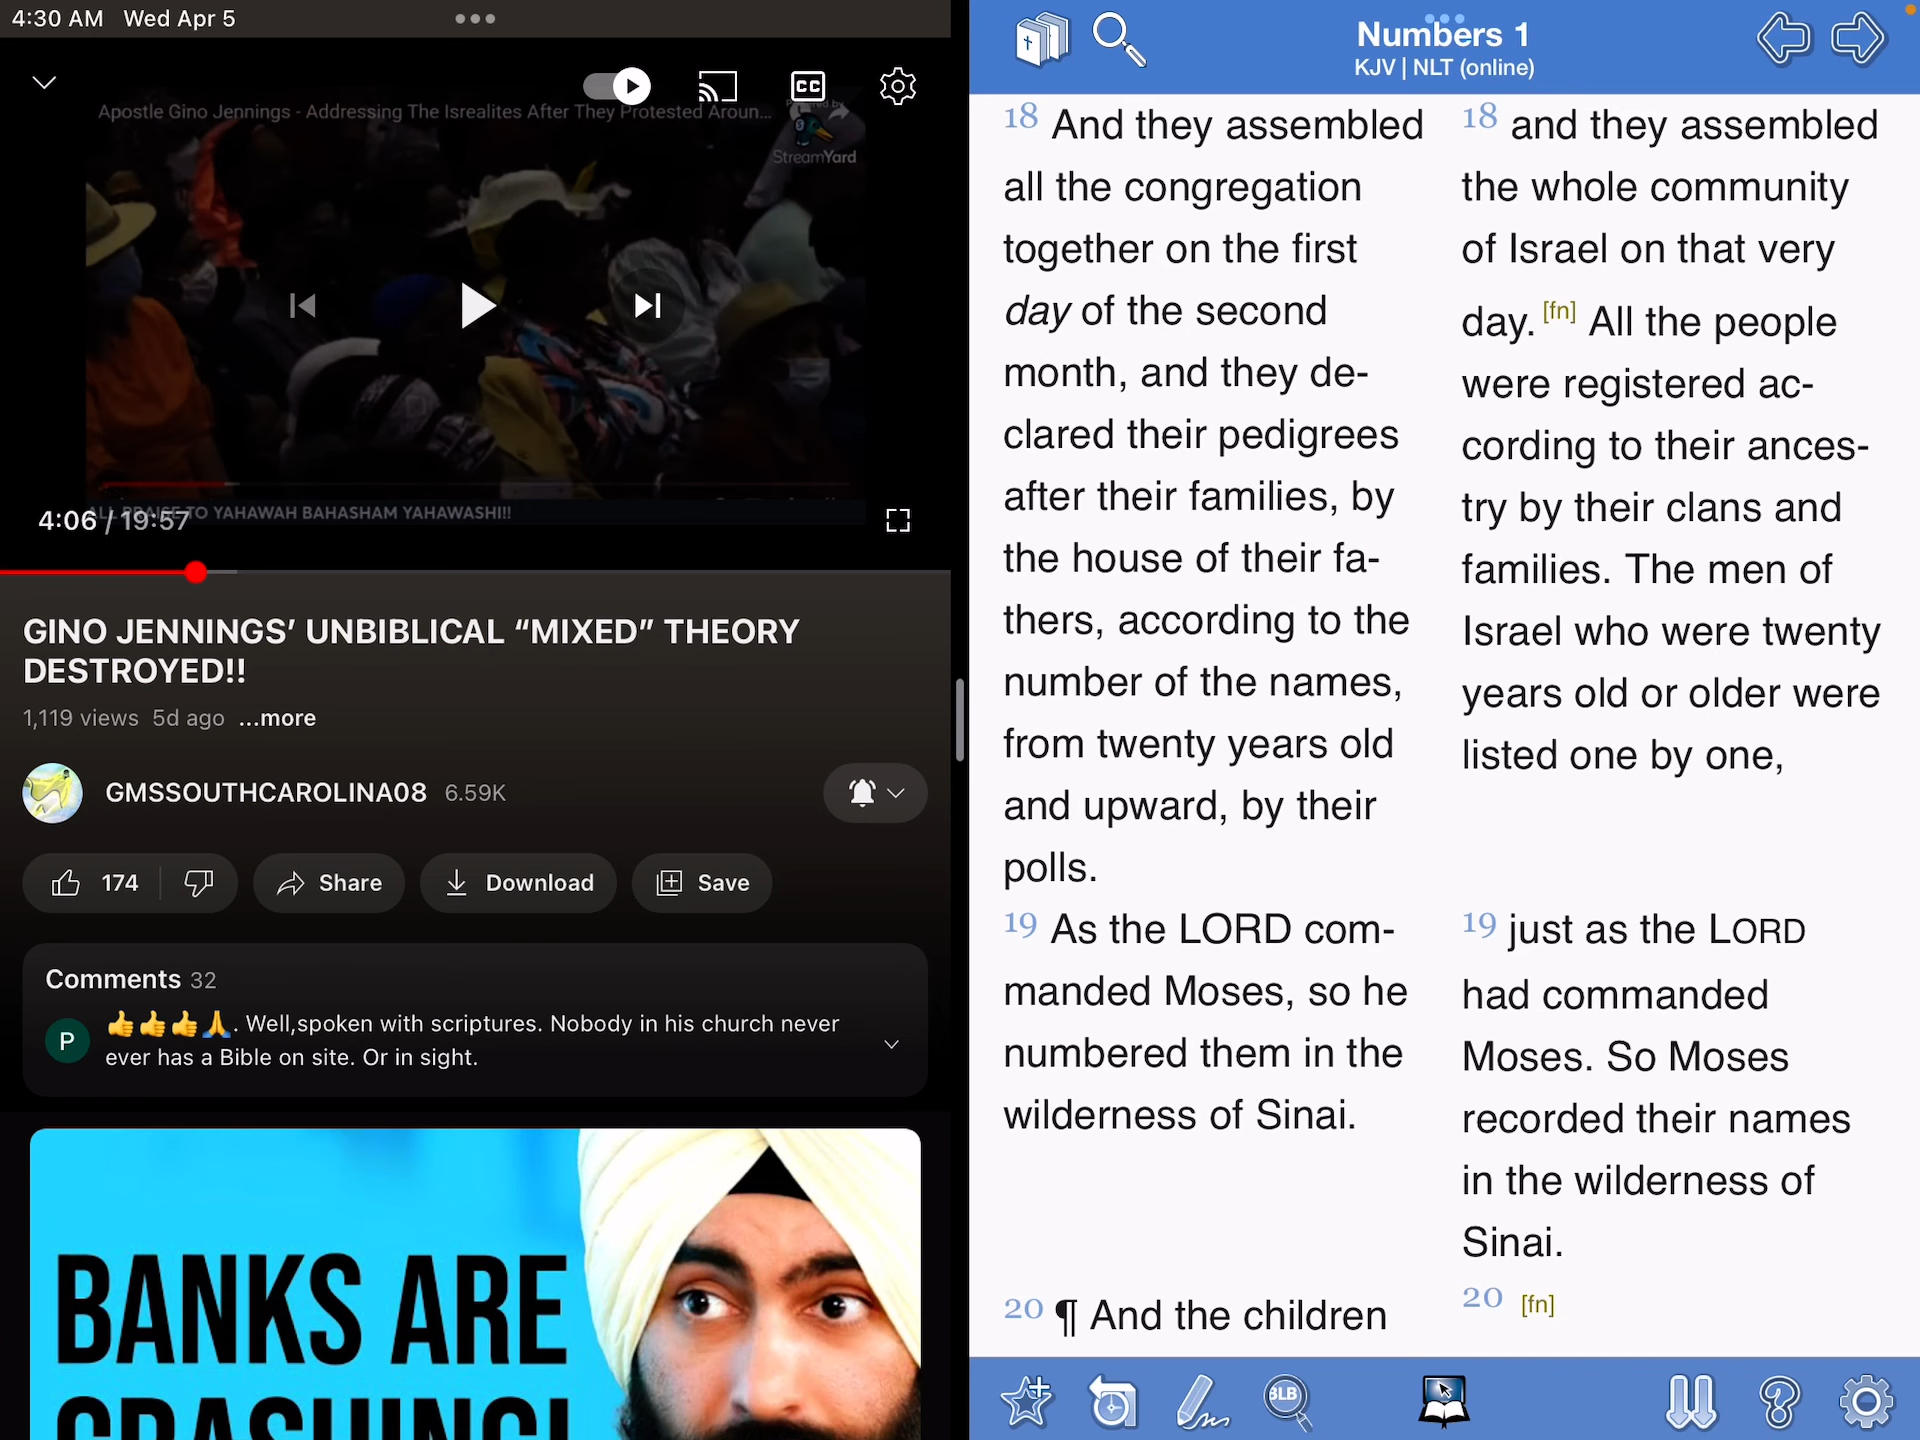 4:30 AM Wed Apr 5
Apostle Gino Jennings - Addressing The Isrealites After They Protested Aroun...
StreamYard
CC
4:06 / 19:57
TO YAHAWAH BAHASHAM YAHAWASHI!!
GINO JENNINGS’ UNBIBLICAL “MIXED” THEORY
DESTROYED!!
1,119 views 5d ago ...more
GMSSOUTHCAROLINA08 6.59K
174
Share
Download
Save
Comments 32
P
👍👍👍🙏. Well,spoken with scriptures. Nobody in his church never
ever has a Bible on site. Or in sight.
BANKS ARE
CRASHING!
Numbers 1
KJV | NLT (online)
18 And they assembled
all the congregation
together on the first
day of the second
month, and they de-
clared their pedigrees
after their families, by
the house of their fa-
thers, according to the
number of the names,
from twenty years old
and upward, by their
polls.
19 As the LORD com-
manded Moses, so he
numbered them in the
wilderness of Sinai.
20 ¶ And the children
18 and they assembled
the whole community
of Israel on that very
day. [fn] All the people
were registered ac-
cording to their ances-
try by their clans and
families. The men of
Israel who were twenty
years old or older were
listed one by one,
19 just as the LORD
had commanded
Moses. So Moses
recorded their names
in the wilderness of
Sinai.
20 [fn]
BLB